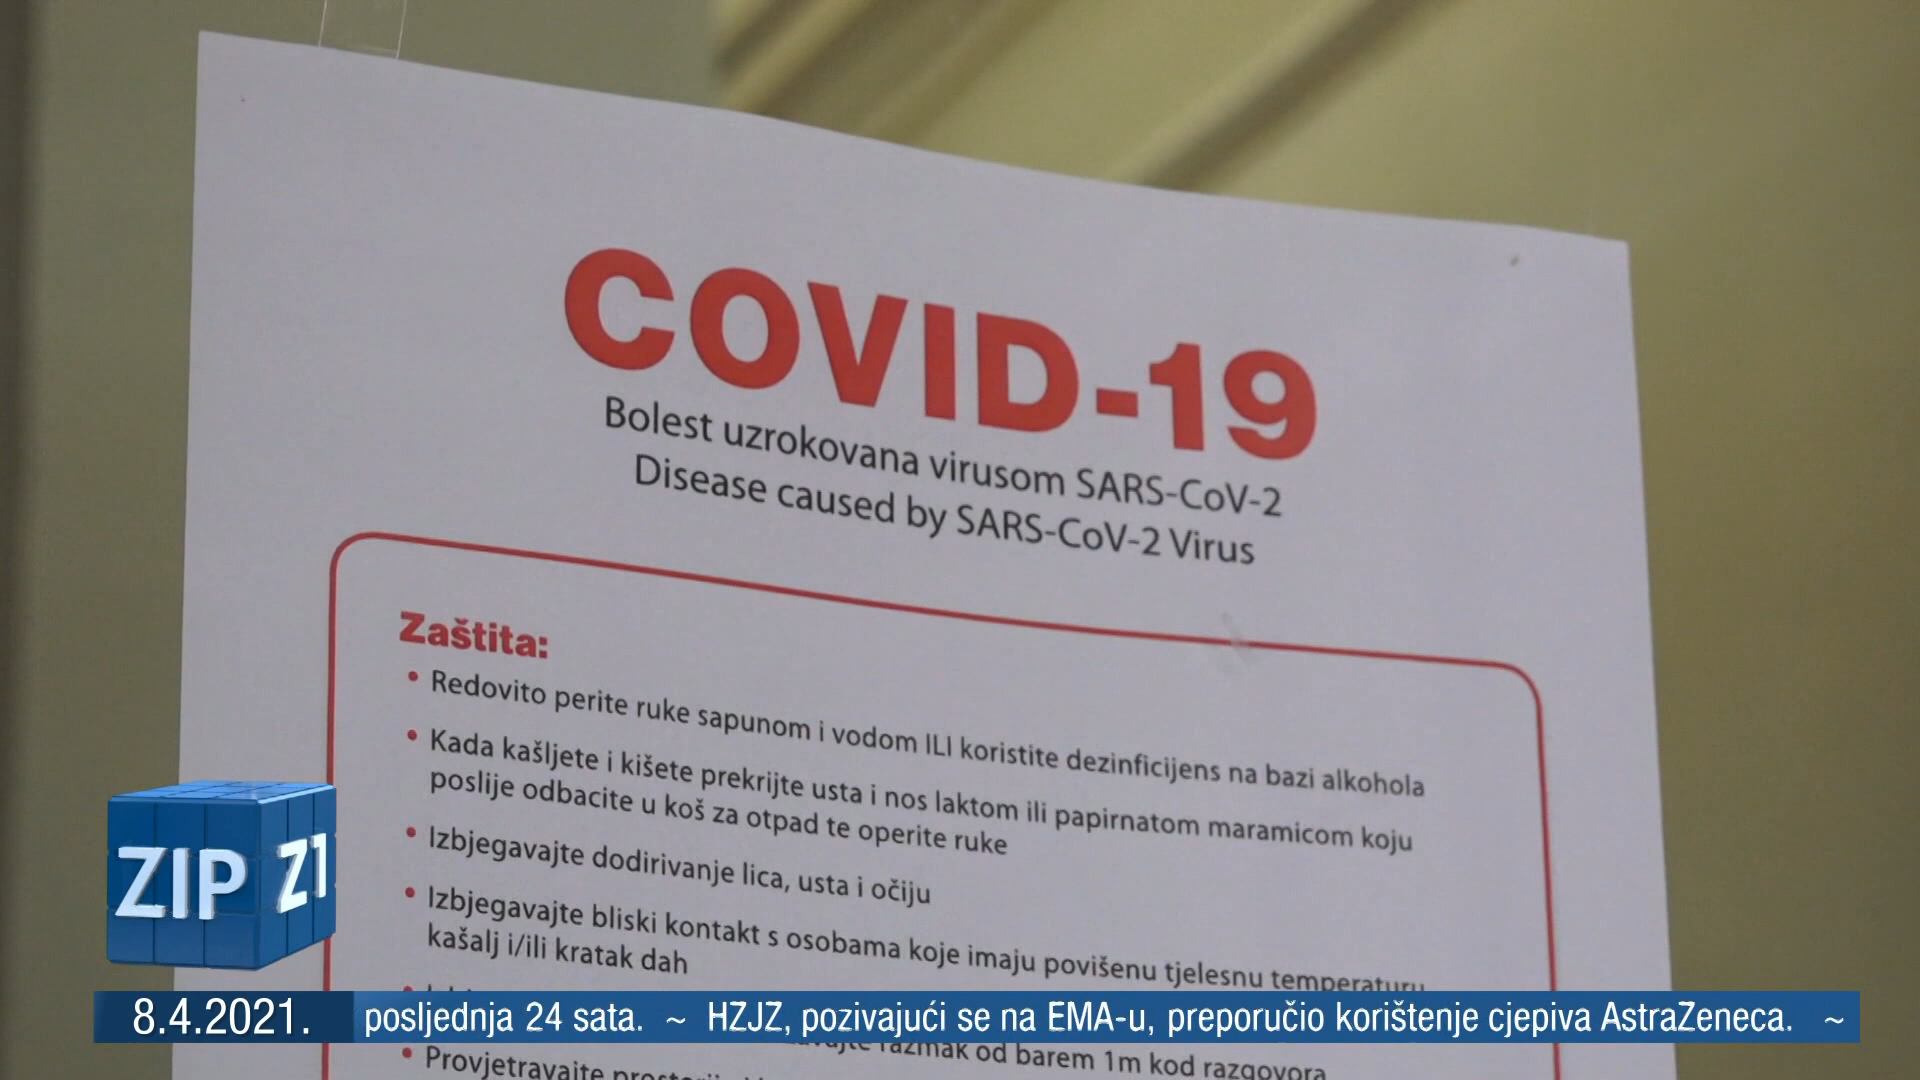 COVID-19
Bolest uzrokovana virusom SARS-CoV-2
Disease caused by SARS-CoV-2 Virus
Zaštita:
• Redovito perite ruke sapunom i vodom ILI koristite dezinficijens na bazi alkohola
• Kada kašljete i kišete prekrijte usta i nos laktom ili papirnatom maramicom koju
poslije odbacite u koš za otpad te operite ruke
• Izbjegavajte dodirivanje lica, usta i očiju
• Izbjegavajte bliski kontakt s osobama koje imaju povišenu tjelesnu temperaturu
kašalj i/ili kratak dah
ZIP Z1
8.4.2021. posljednja 24 sata. ~ HZJZ, pozivajući se na EMA-u, preporučio korištenje cjepiva AstraZeneca. ~
razmak od barem 1m kod razgovora
• Provjetravajte